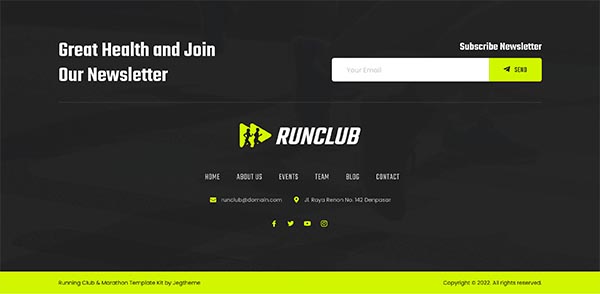 Great Health and Join
Our Newsletter
Subscribe Newsletter
Your Email
SEND
RUNCLUB
HOME ABOUT US EVENTS TEAM BLOG CONTACT
runclub@domain.com Jl. Raya Renon No. 142 Denpasar
Running Club & Marathon Template Kit by Jegtheme
Copyright © 2022. All rights reserved.